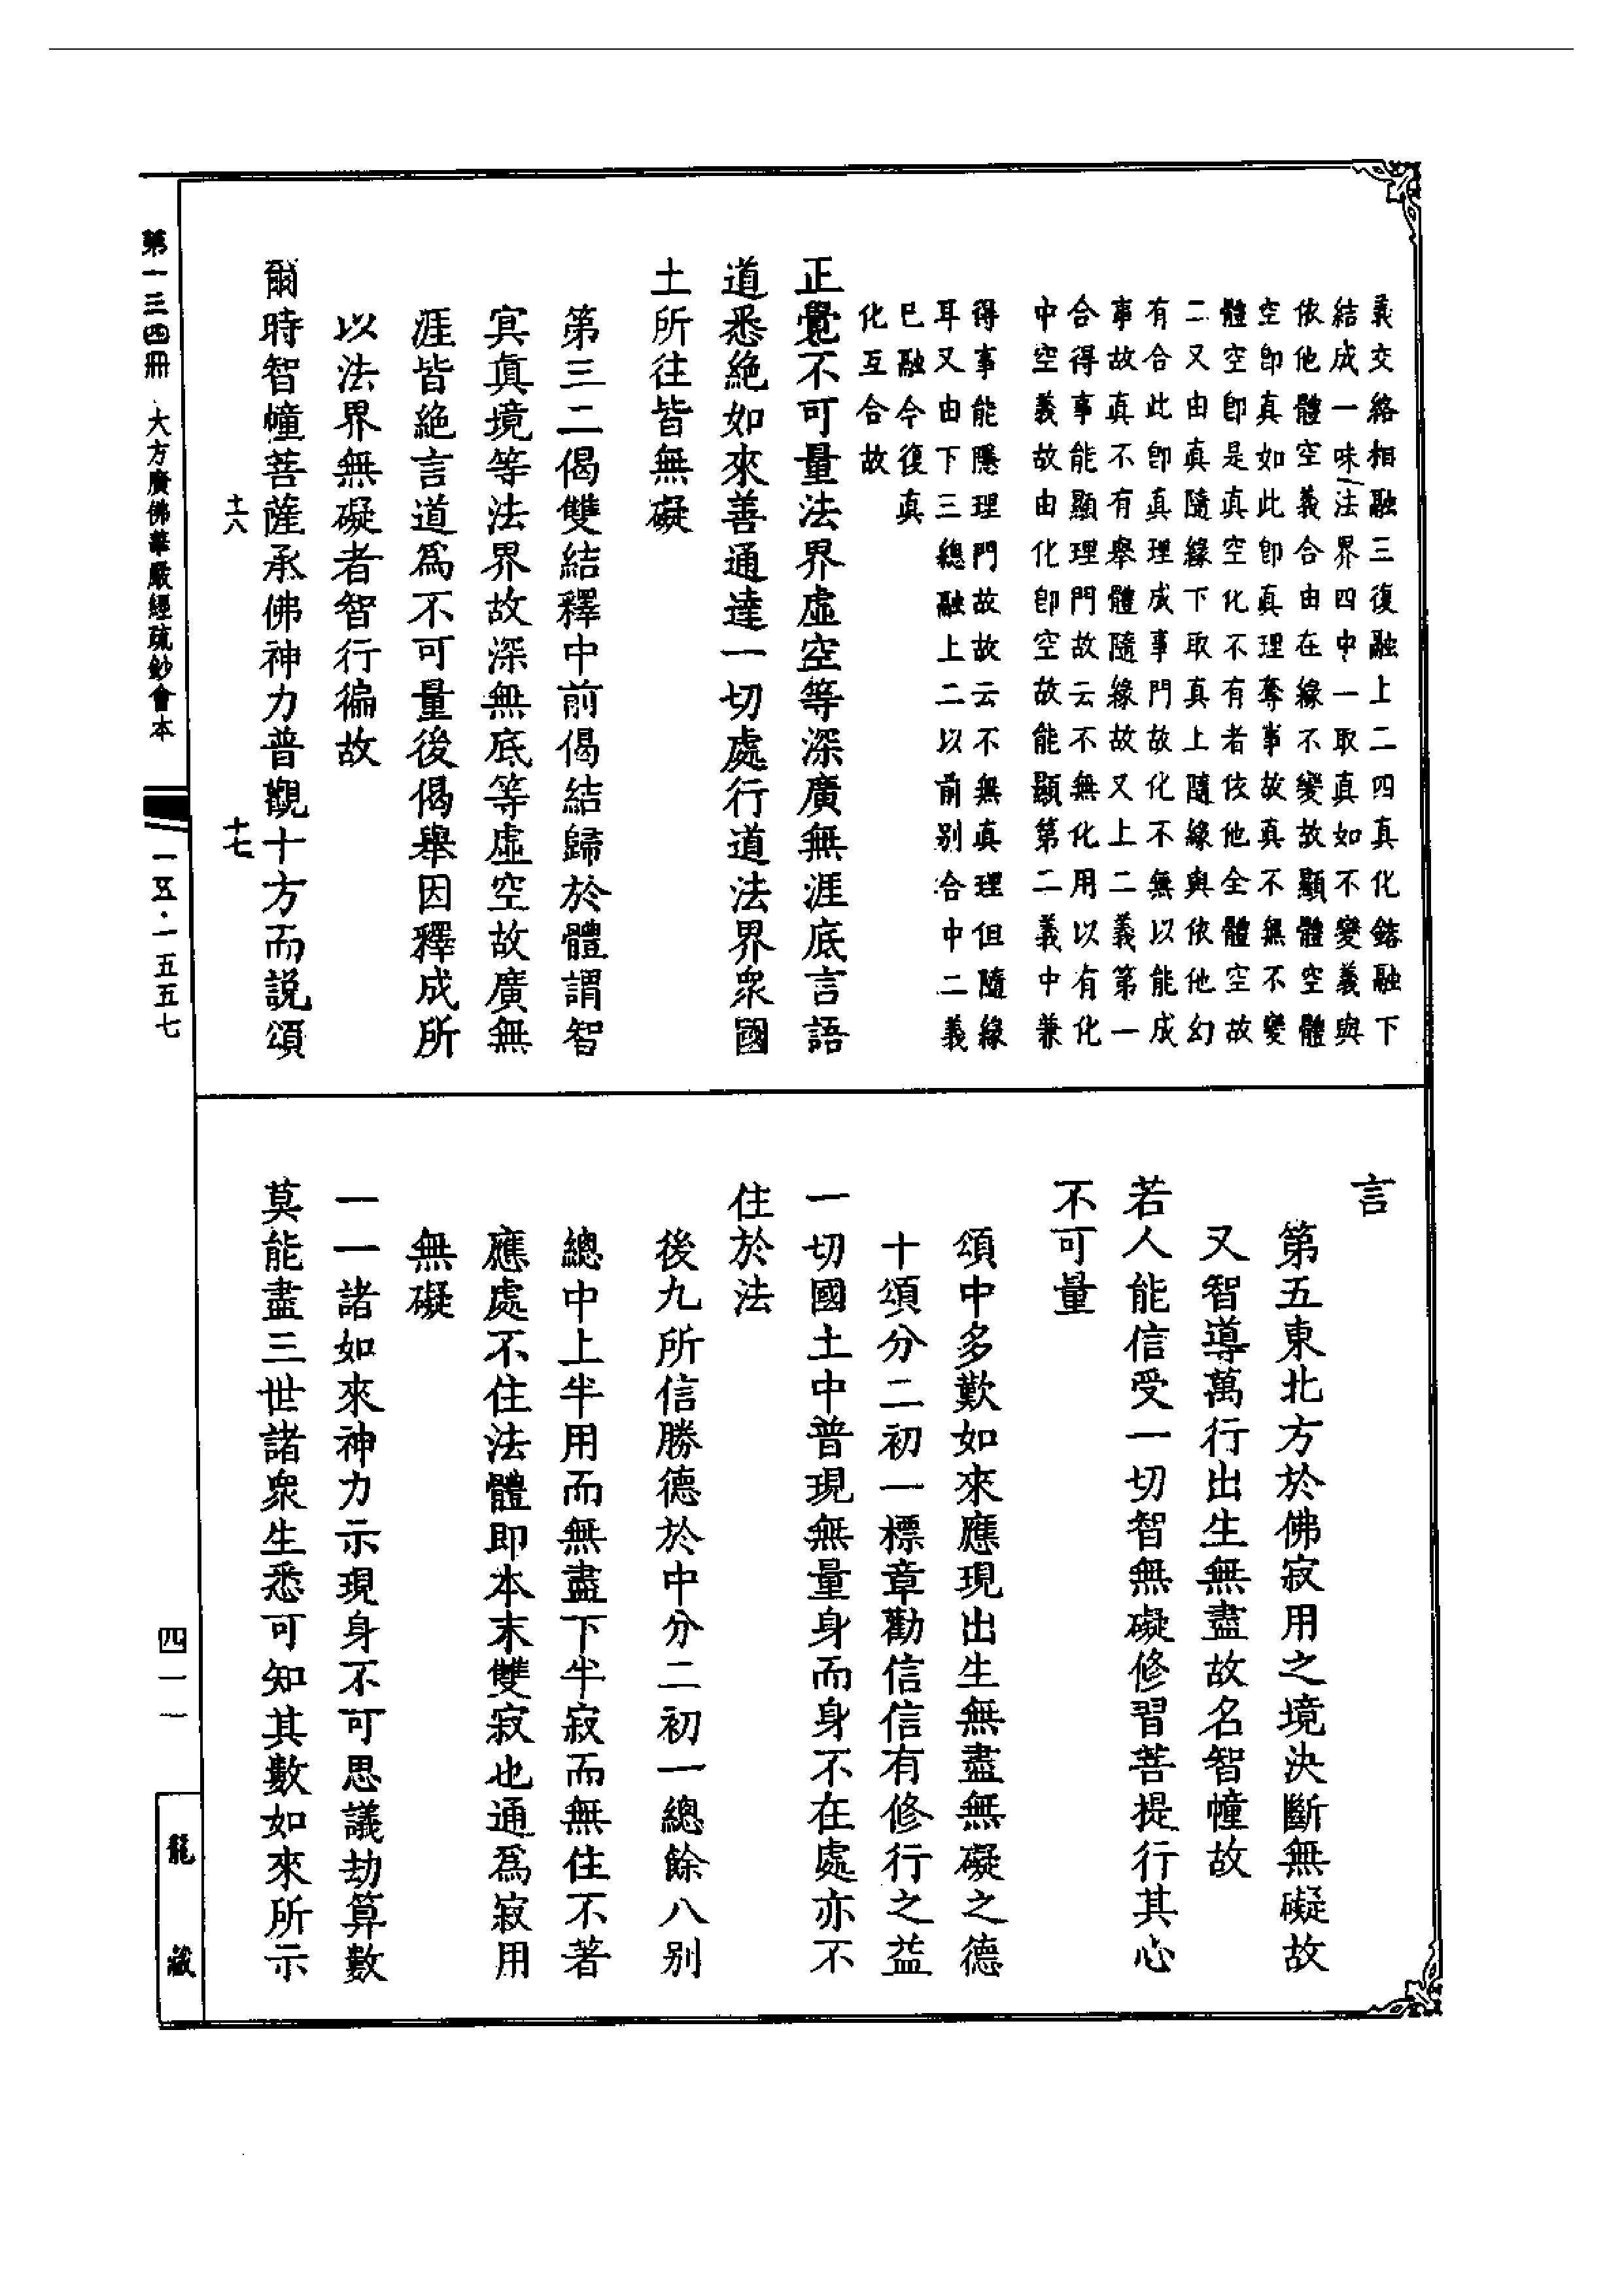 義交絡相融三復融上二四真化鎔融下
結成一味法界四中一取真如不變義與
依他體空義合由在緣不變故顯體空體
空即真如此即真理奪事故真不無不變
體空即是真空化不有者依他全體空故
二又由真隨緣下取真上隨緣與依他幻
有合此即真理成事門故化不無以能成
事故真不有舉體隨緣故又上二義第一
合得事能顯理門故云不無化用以有化
中空義故由化即空故能顯第二義中兼
得事能隱理門故故云不無真理但隨緣
耳又由下三總融上二以前別合中二義
巳融今復真
化互合故
正覺不可量法界虛空等深廣無涯底言語
道悉絕如來善通達一切處行道法界衆國
土所往皆無礙
第三二偈雙結釋中前偈結歸於體謂智
冥真境等法界故深無底等虛空故廣無
涯皆絕言道爲不可量後偈舉因釋成所
以法界無礙者智行徧故
爾時智幢菩薩承佛神力普觀十方而說頌
言
第五東北方於佛寂用之境決斷無礙故
又智導萬行出生無盡故名智幢故
若人能信受一切智無礙修習菩提行其心
不可量
頌中多歎如來應現出生無盡無礙之德
十頌分二初一標章勸信信有修行之益
一切國土中普現無量身而身不在處亦不
住於法
後九所信勝德於中分二初一總餘八別
總中上半用而無盡下半寂而無住不著
應處不住法體即本末雙寂也通爲寂用
無礙
一一諸如來神力示現身不可思議劫算數
莫能盡三世諸衆生悉可知其數如來所示
十六
十七
第一三四冊
大方廣佛華嚴經疏鈔會本
一五·一五五七
四一一
龍藏